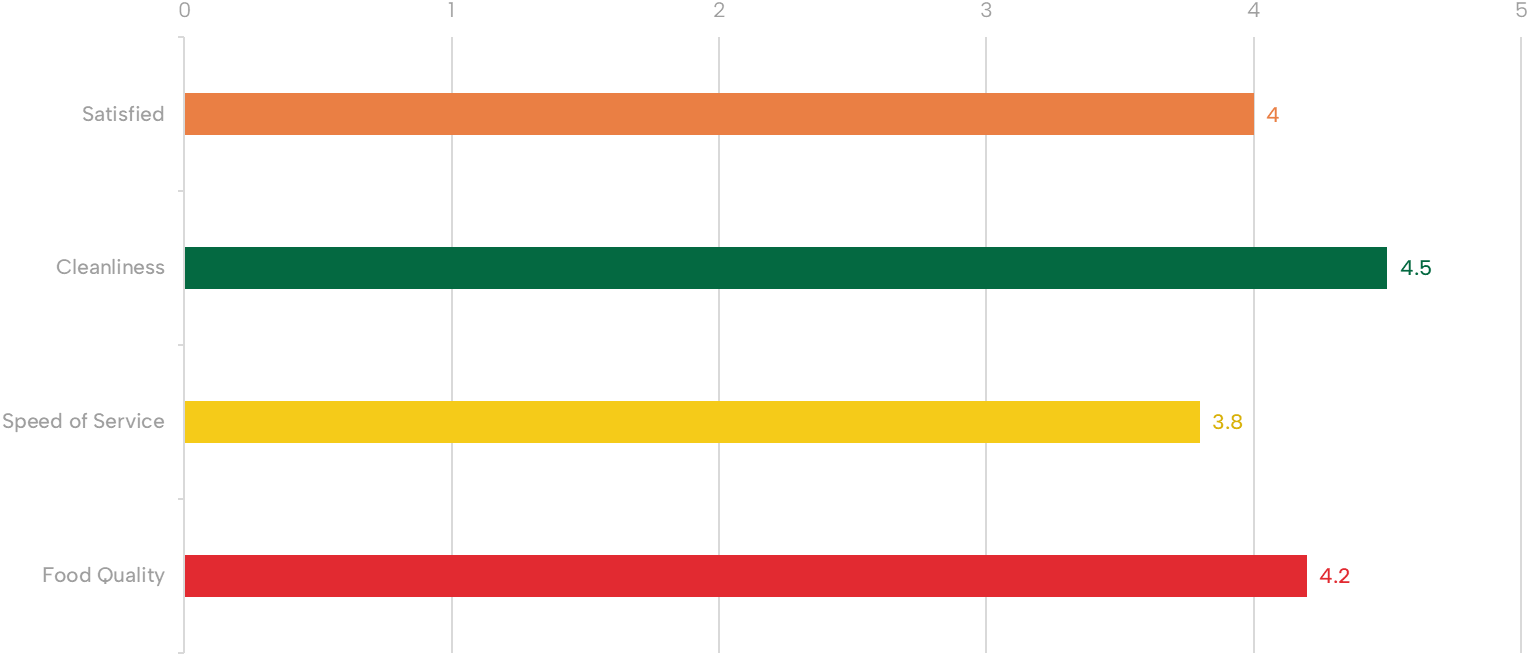 0 1 2 3 4 5
Satisfied 4
Cleanliness 4.5
Speed of Service 3.8
Food Quality 4.2